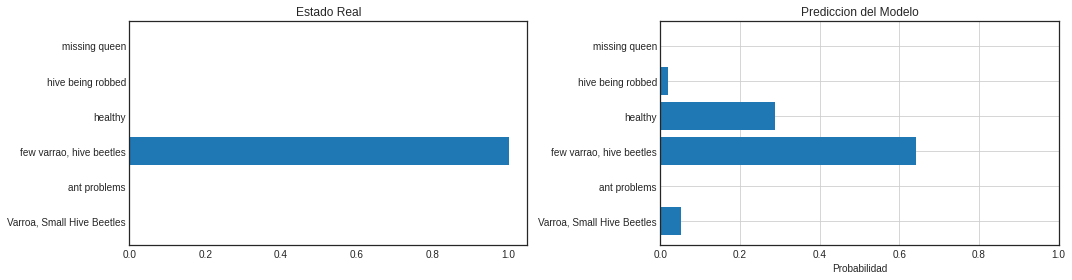 Estado Real
missing queen
hive being robbed
healthy
few varrao, hive beetles
ant problems
Varroa, Small Hive Beetles
0.0 0.2 0.4 0.6 0.8 1.0
Prediccion del Modelo
missing queen
hive being robbed
healthy
few varrao, hive beetles
ant problems
Varroa, Small Hive Beetles
0.0 0.2 0.4 0.6 0.8 1.0
Probabilidad